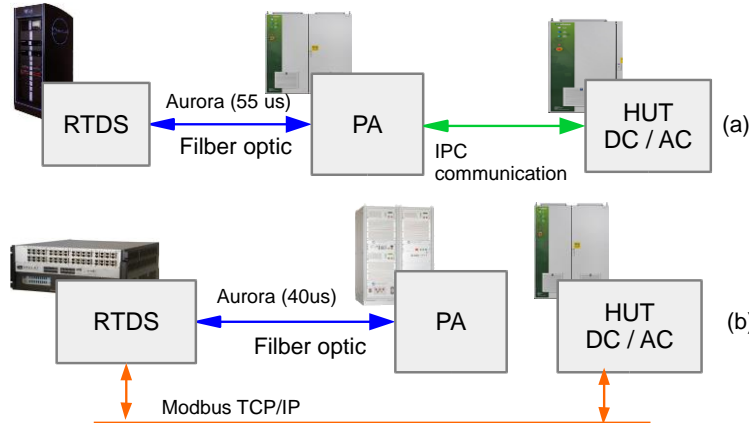 Aurora (55 us)
RTDS
PA
HUT
DC / AC
(a)
Filber optic
IPC
communication
Aurora (40us)
RTDS
PA
HUT
DC / AC
(b)
Filber optic
Modbus TCP/IP